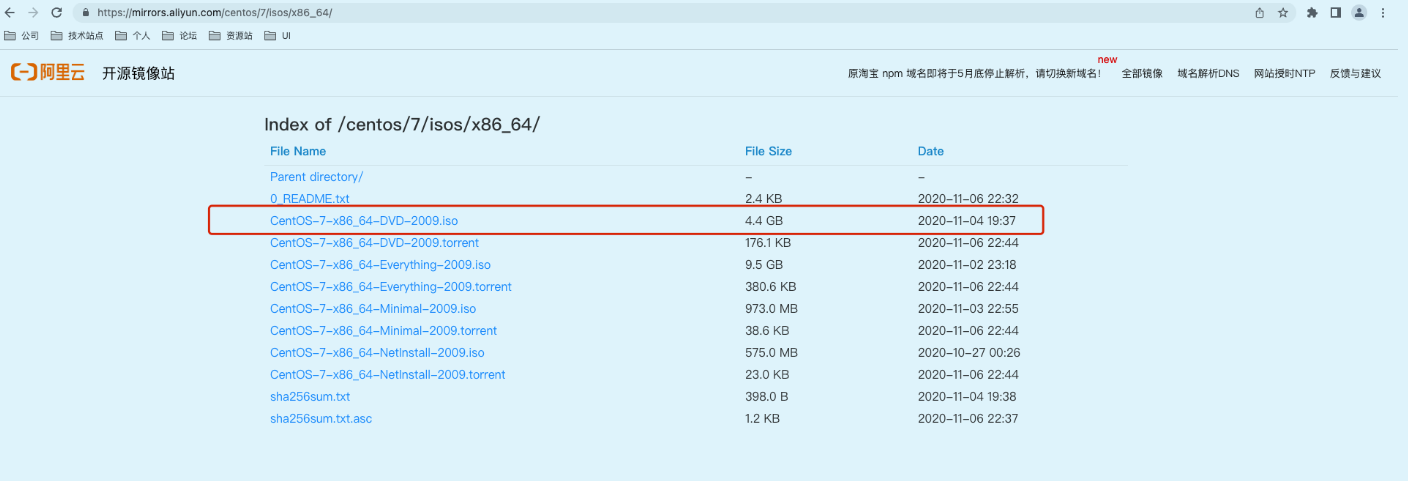 https://mirrors.aliyun.com/centos/7/isos/x86_64/
公司 技术站点 个人 论坛 资源站 UI
阿里云 开源镜像站 原淘宝 npm 域名即将于5月底停止解析，请切换新域名! new 全部镜像 域名解析DNS 网站授时NTP 反馈与建议
Index of /centos/7/isos/x86_64/
File Name File Size Date
Parent directory/ - -
0_README.txt 2.4 KB 2020-11-06 22:32
CentOS-7-x86_64-DVD-2009.iso 4.4 GB 2020-11-04 19:37
CentOS-7-x86_64-DVD-2009.torrent 176.1 KB 2020-11-06 22:44
CentOS-7-x86_64-Everything-2009.iso 9.5 GB 2020-11-02 23:18
CentOS-7-x86_64-Everything-2009.torrent 380.6 KB 2020-11-06 22:44
CentOS-7-x86_64-Minimal-2009.iso 973.0 MB 2020-11-03 22:55
CentOS-7-x86_64-Minimal-2009.torrent 38.6 KB 2020-11-06 22:44
CentOS-7-x86_64-NetInstall-2009.iso 575.0 MB 2020-10-27 00:26
CentOS-7-x86_64-NetInstall-2009.torrent 23.0 KB 2020-11-06 22:44
sha256sum.txt 398.0 B 2020-11-04 19:38
sha256sum.txt.asc 1.2 KB 2020-11-06 22:37